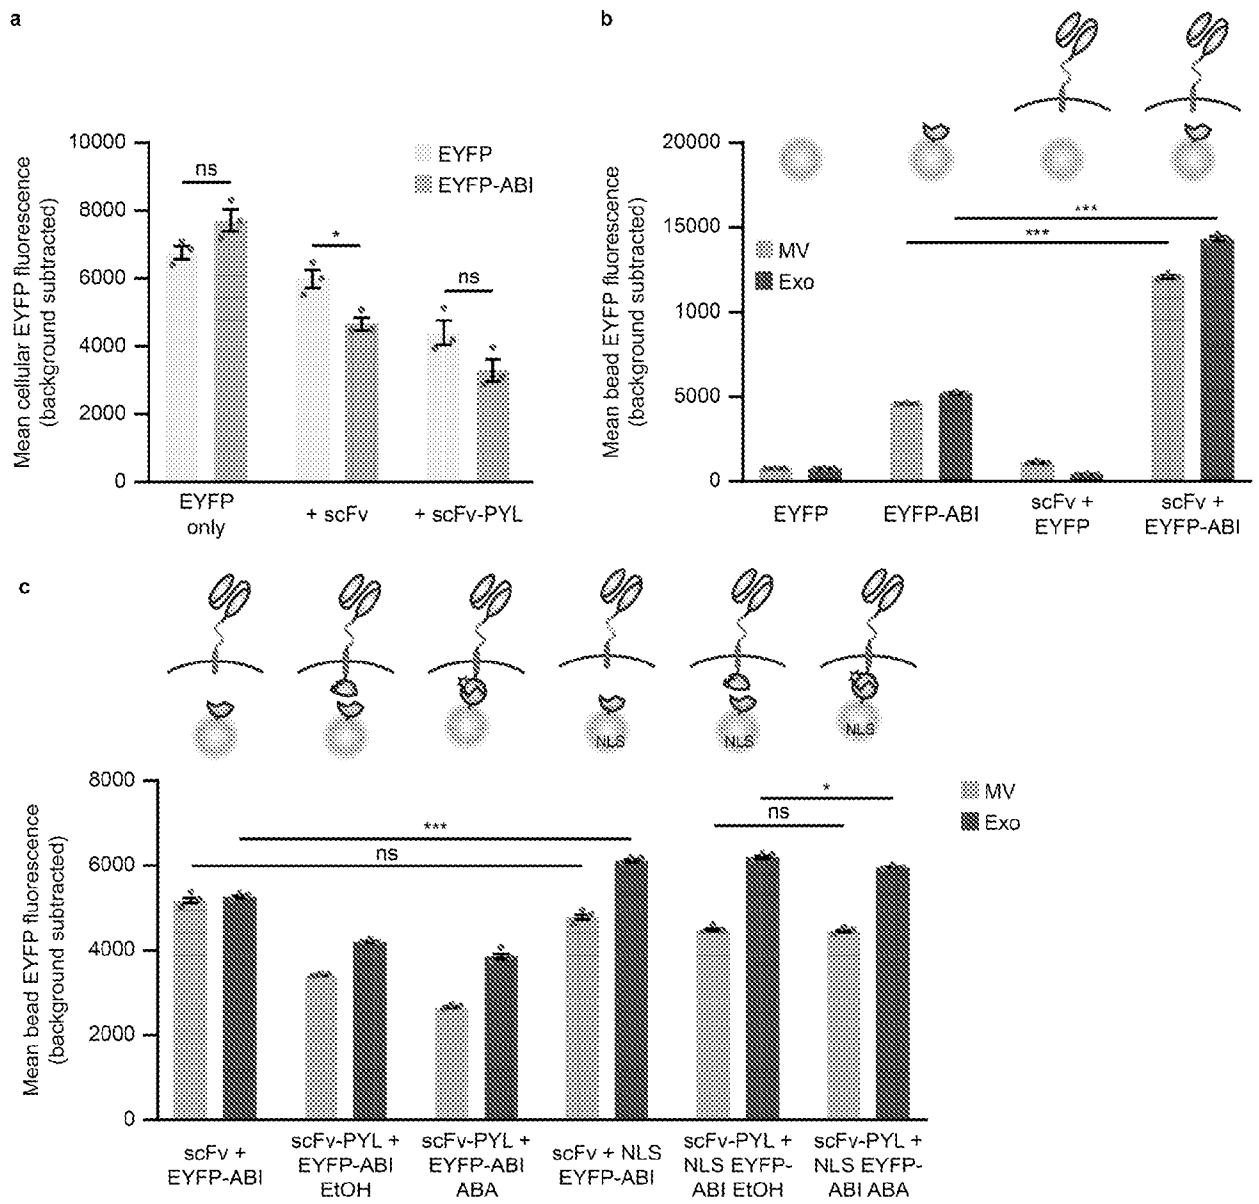 a
Mean cellular EYFP fluorescence
(background subtracted)
10000
8000
6000
4000
2000
0
ns
*
ns
EYFP
EYFP-ABI
EYFP
only
+ scFv
+ scFv-PYL
b
Mean bead EYFP fluorescence
(background subtracted)
20000
15000
1000
5000
0
MV
Exo
***
***
EYFP
EYFP-ABI
scFv +
EYFP
scFv +
EYFP-ABI
c
NLS
NLS
NLS
Mean bead EYFP fluorescence
(background subtracted)
8000
6000
4000
2000
0
***
ns
*
ns
MV
Exo
scFv +
EYFP-ABI
scFv-PYL +
EYFP-ABI
EtOH
scFv-PYL +
EYFP-ABI
ABA
scFv + NLS
EYFP-ABI
scFv-PYL +
NLS EYFP-
ABI EtOH
scFv-PYL +
NLS EYFP-
ABI ABA